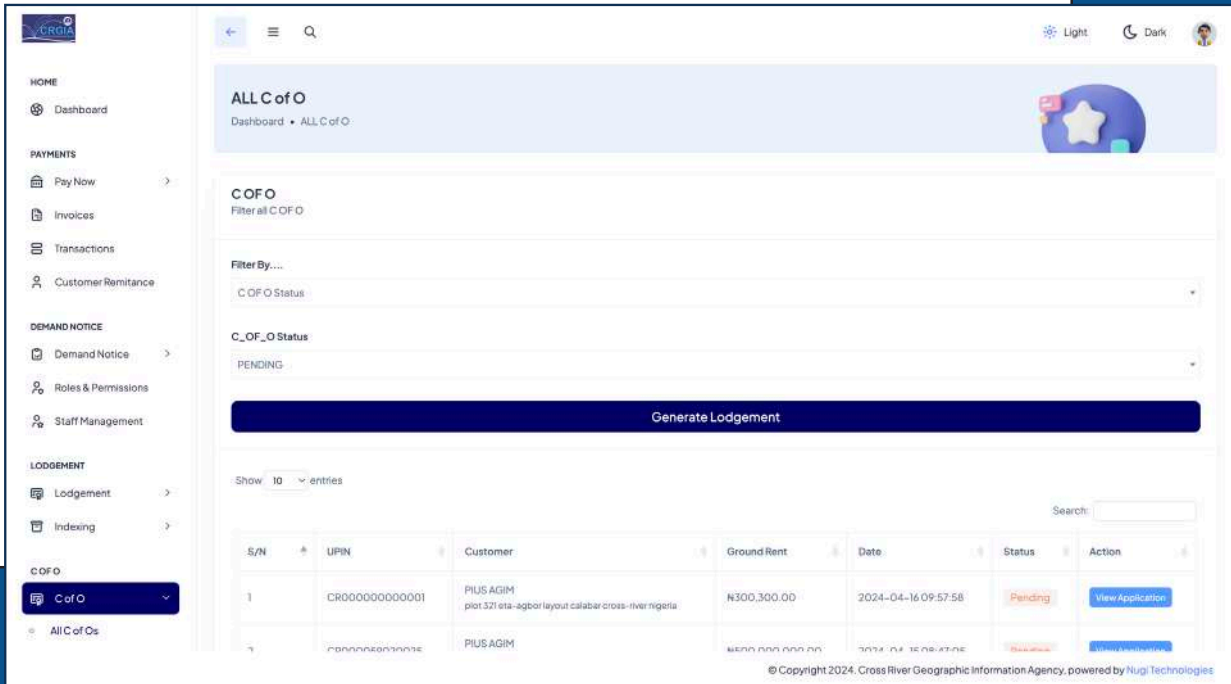 CRGIA
Light
Dark
HOME
Dashboard
PAYMENTS
Pay Now
Invoices
Transactions
Customer Remitance
DEMAND NOTICE
Demand Notice
Roles & Permissions
Staff Management
LODGEMENT
Lodgement
Indexing
C OF O
C of O
All C of Os
ALL C of O
Dashboard • ALL C of O
C OF O
Filter all C OF O
Filter By....
C OF O Status
C_OF_O Status
PENDING
Generate Lodgement
Show 10 entries
Search:
S/N UPIN Customer Ground Rent Date Status Action
1 CR000000000001 PIUS AGIM ₦300,300.00 2024-04-16 09:57:58 Pending View Application
plot 321 eta-agbor layout calabar cross-river nigeria
PIUS AGIM
© Copyright 2024. Cross River Geographic Information Agency, powered by Nugi Technologies